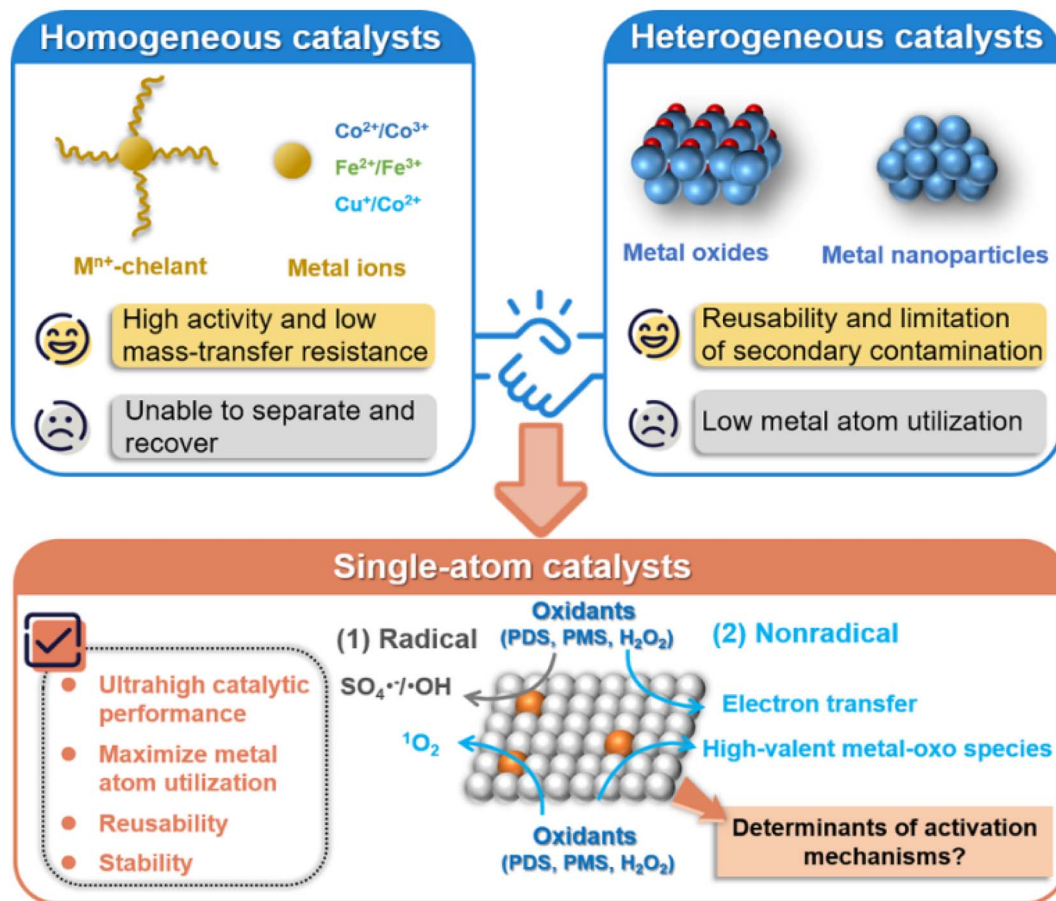 Homogeneous catalysts
Co²⁺/Co³⁺
Fe²⁺/Fe³⁺
Cu⁺/Co²⁺
Mⁿ⁺-chelant
Metal ions
High activity and low
mass-transfer resistance
Unable to separate and
recover
Heterogeneous catalysts
Metal oxides
Metal nanoparticles
Reusability and limitation
of secondary contamination
Low metal atom utilization
Single-atom catalysts
Ultrahigh catalytic
performance
Maximize metal
atom utilization
Reusability
Stability
(1) Radical
Oxidants
(PDS, PMS, H₂O₂)
(2) Nonradical
SO₄•⁻/•OH
Electron transfer
¹O₂
High-valent metal-oxo species
Oxidants
(PDS, PMS, H₂O₂)
Determinants of activation
mechanisms?